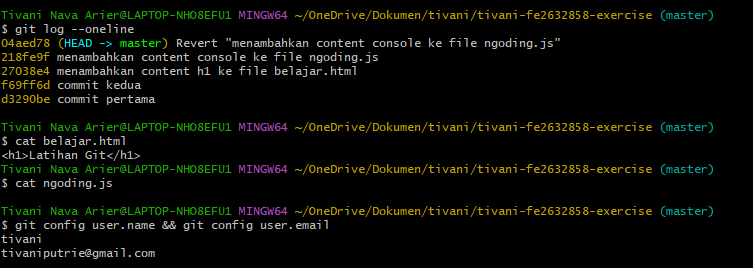 Tivani Nava Arier@LAPTOP-NHO8EFU1 MINGW64 ~/OneDrive/Dokumen/tivani/tivani-fe2632858-exercise (master)
$ git log --oneline
04aed78 (HEAD -> master) Revert "menambahkan content console ke file ngoding.js"
218fe9f menambahkan content console ke file ngoding.js
27038e4 menambahkan content h1 ke file belajar.html
f69ff6d commit kedua
d3290be commit pertama
Tivani Nava Arier@LAPTOP-NHO8EFU1 MINGW64 ~/OneDrive/Dokumen/tivani/tivani-fe2632858-exercise (master)
$ cat belajar.html
<h1>Latihan Git</h1>
Tivani Nava Arier@LAPTOP-NHO8EFU1 MINGW64 ~/OneDrive/Dokumen/tivani/tivani-fe2632858-exercise (master)
$ cat ngoding.js
Tivani Nava Arier@LAPTOP-NHO8EFU1 MINGW64 ~/OneDrive/Dokumen/tivani/tivani-fe2632858-exercise (master)
$ git config user.name && git config user.email
tivani
tivaniputrie@gmail.com